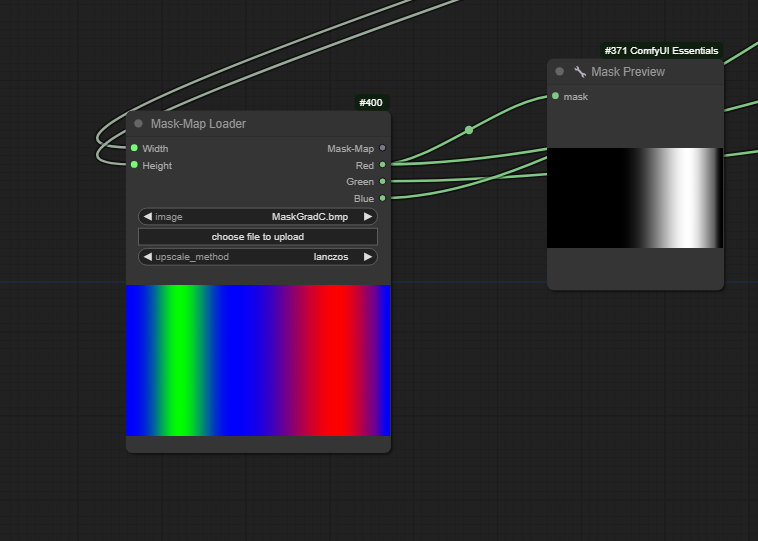 #371 ComfyUI Essentials
🔧 Mask Preview
mask
#400
Mask-Map Loader
Width
Mask-Map
Height
Red
Green
Blue
image
MaskGradC.bmp
choose file to upload
upscale_method
lanczos